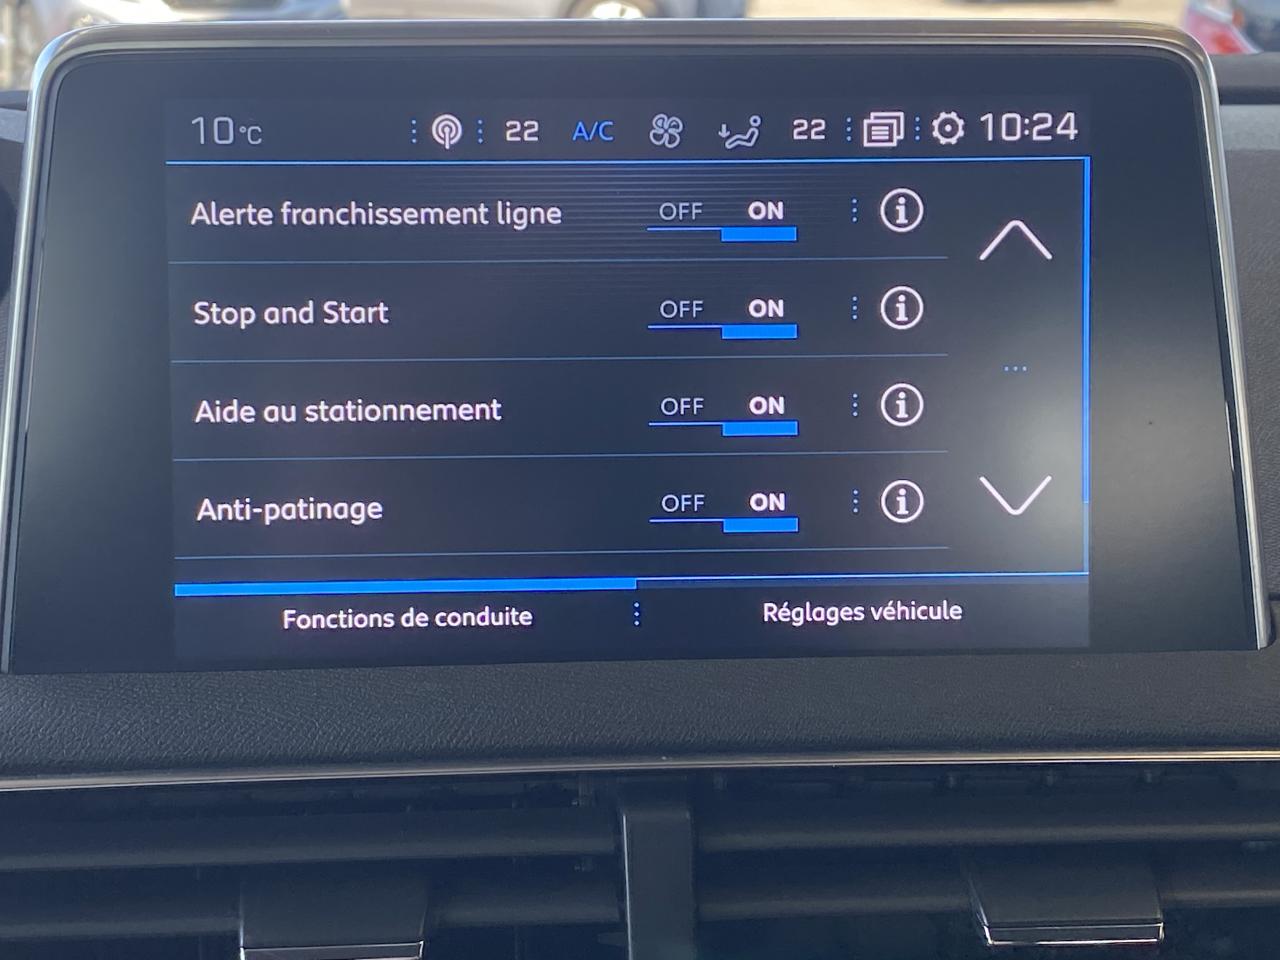 10°C 22 A/C 22 10:24
Alerte franchissement ligne OFF ON i
Stop and Start OFF ON i
Aide au stationnement OFF ON i
Anti-patinage OFF ON i
Fonctions de conduite Réglages véhicule